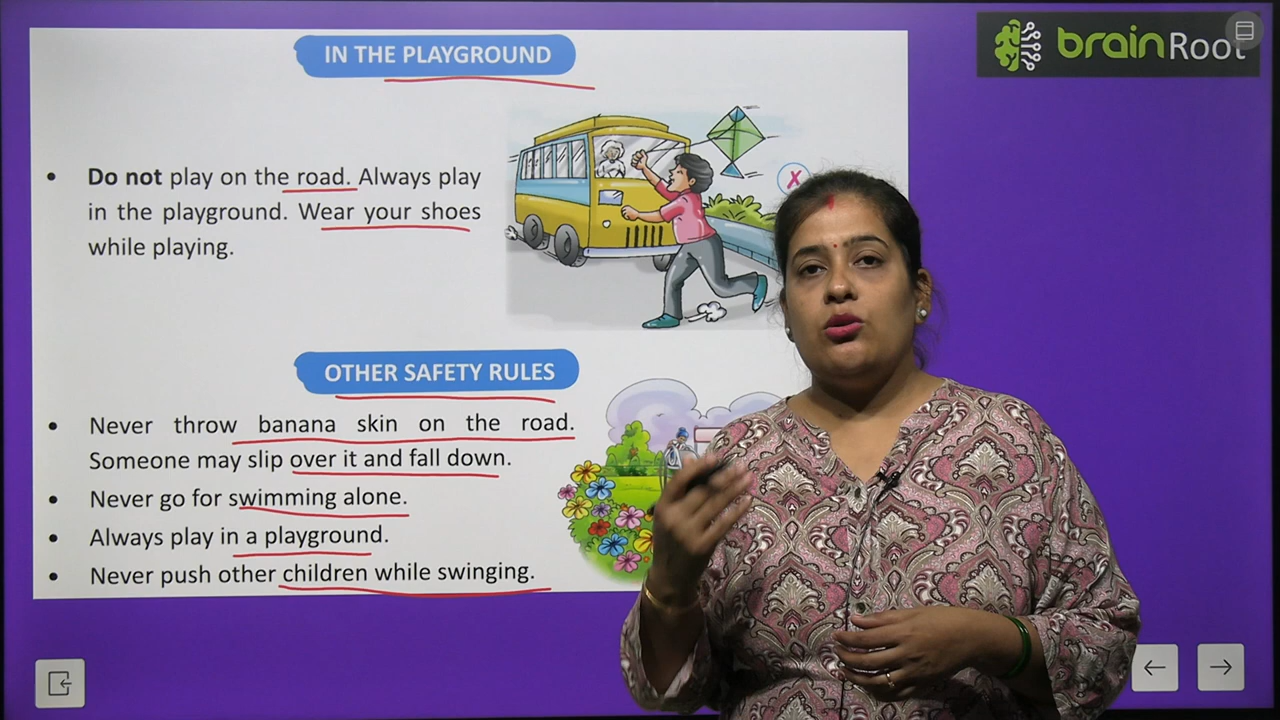 IN THE PLAYGROUND
brainRoot
• Do not play on the road. Always play
in the playground. Wear your shoes
while playing.
OTHER SAFETY RULES
• Never throw banana skin on the road.
Someone may slip over it and fall down.
• Never go for swimming alone.
• Always play in a playground.
• Never push other children while swinging.